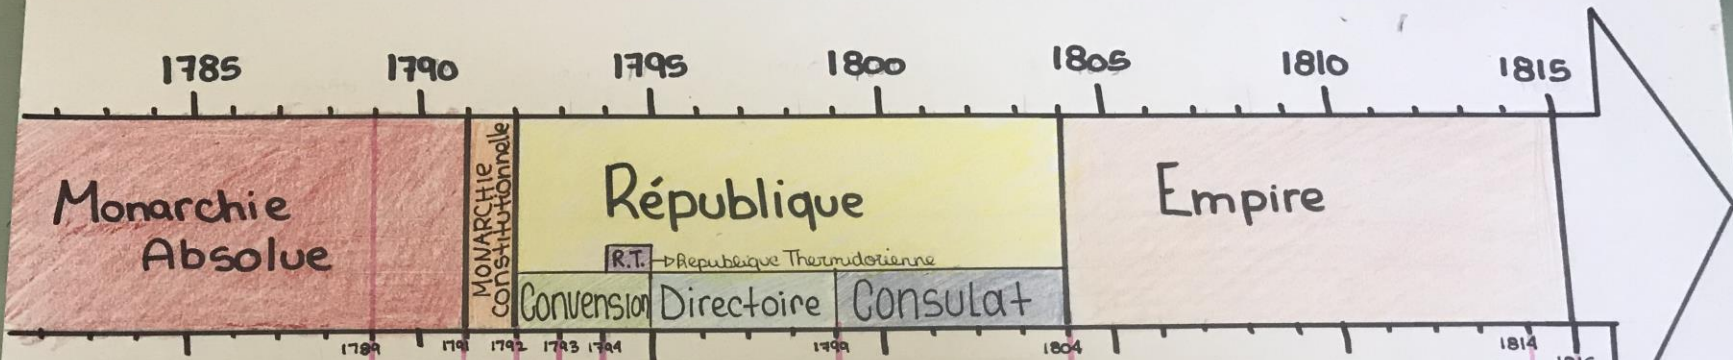 1785 1790 1795 1800 1805 1810 1815
Monarchie
Absolue
MONARCHIE
constitutionnelle
République
Empire
R.T. Republique Thermidorienne
Convension Directoire Consulat
1789 1791 1792 1793 1794 1799 1804 1814